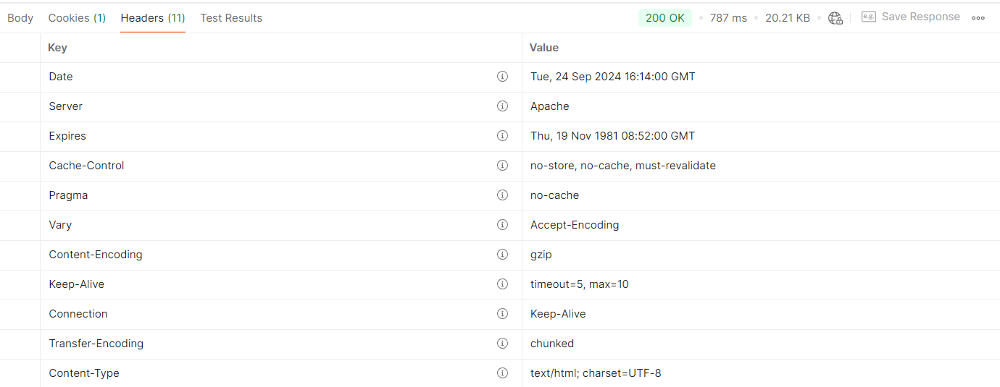 Body Cookies (1) Headers (11) Test Results 200 OK 787 ms 20.21 KB e.g. Save Response
Key Value
Date Tue, 24 Sep 2024 16:14:00 GMT
Server Apache
Expires Thu, 19 Nov 1981 08:52:00 GMT
Cache-Control no-store, no-cache, must-revalidate
Pragma no-cache
Vary Accept-Encoding
Content-Encoding gzip
Keep-Alive timeout=5, max=10
Connection Keep-Alive
Transfer-Encoding chunked
Content-Type text/html; charset=UTF-8